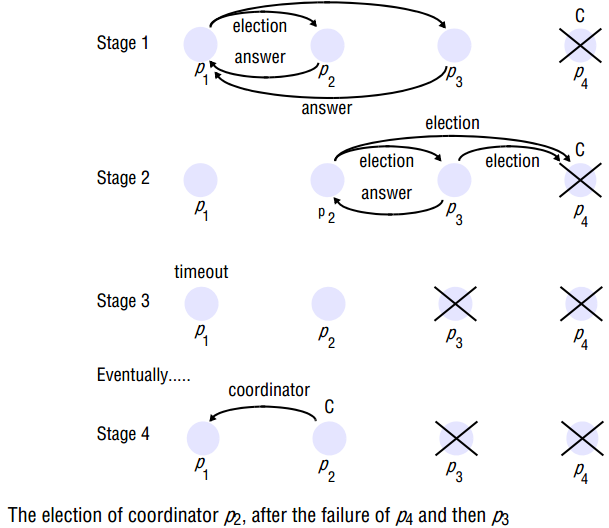 C
Stage 1
election
answer
p1 p2 p3 p4
answer
election
C
Stage 2
election election
answer
p1 p2 p3 p4
timeout
Stage 3
p1 p2 p3 p4
Eventually.....
coordinator
C
Stage 4
p1 p2 p3 p4
The election of coordinator p2, after the failure of p4 and then p3